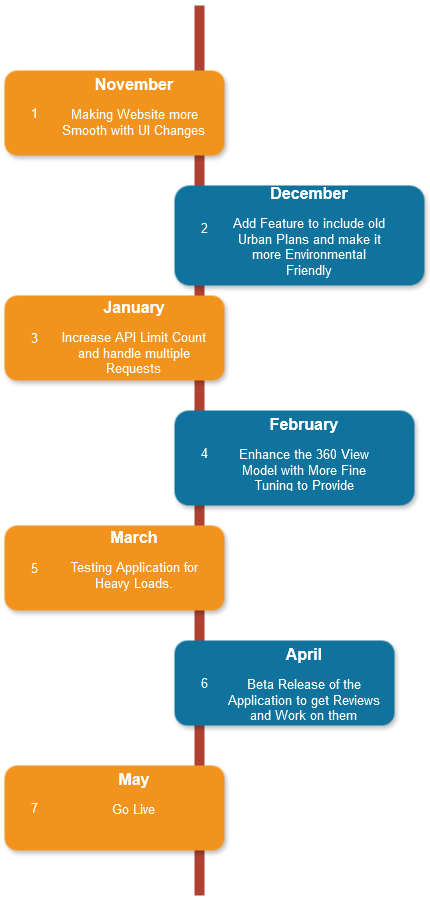 November
1
Making Website more
Smooth with UI Changes
December
2
Add Feature to include old
Urban Plans and make it
more Environmental
Friendly
January
3
Increase API Limit Count
and handle multiple
Requests
February
4
Enhance the 360 View
Model with More Fine
Tuning to Provide
March
5
Testing Application for
Heavy Loads.
April
6
Beta Release of the
Application to get Reviews
and Work on them
May
7
Go Live